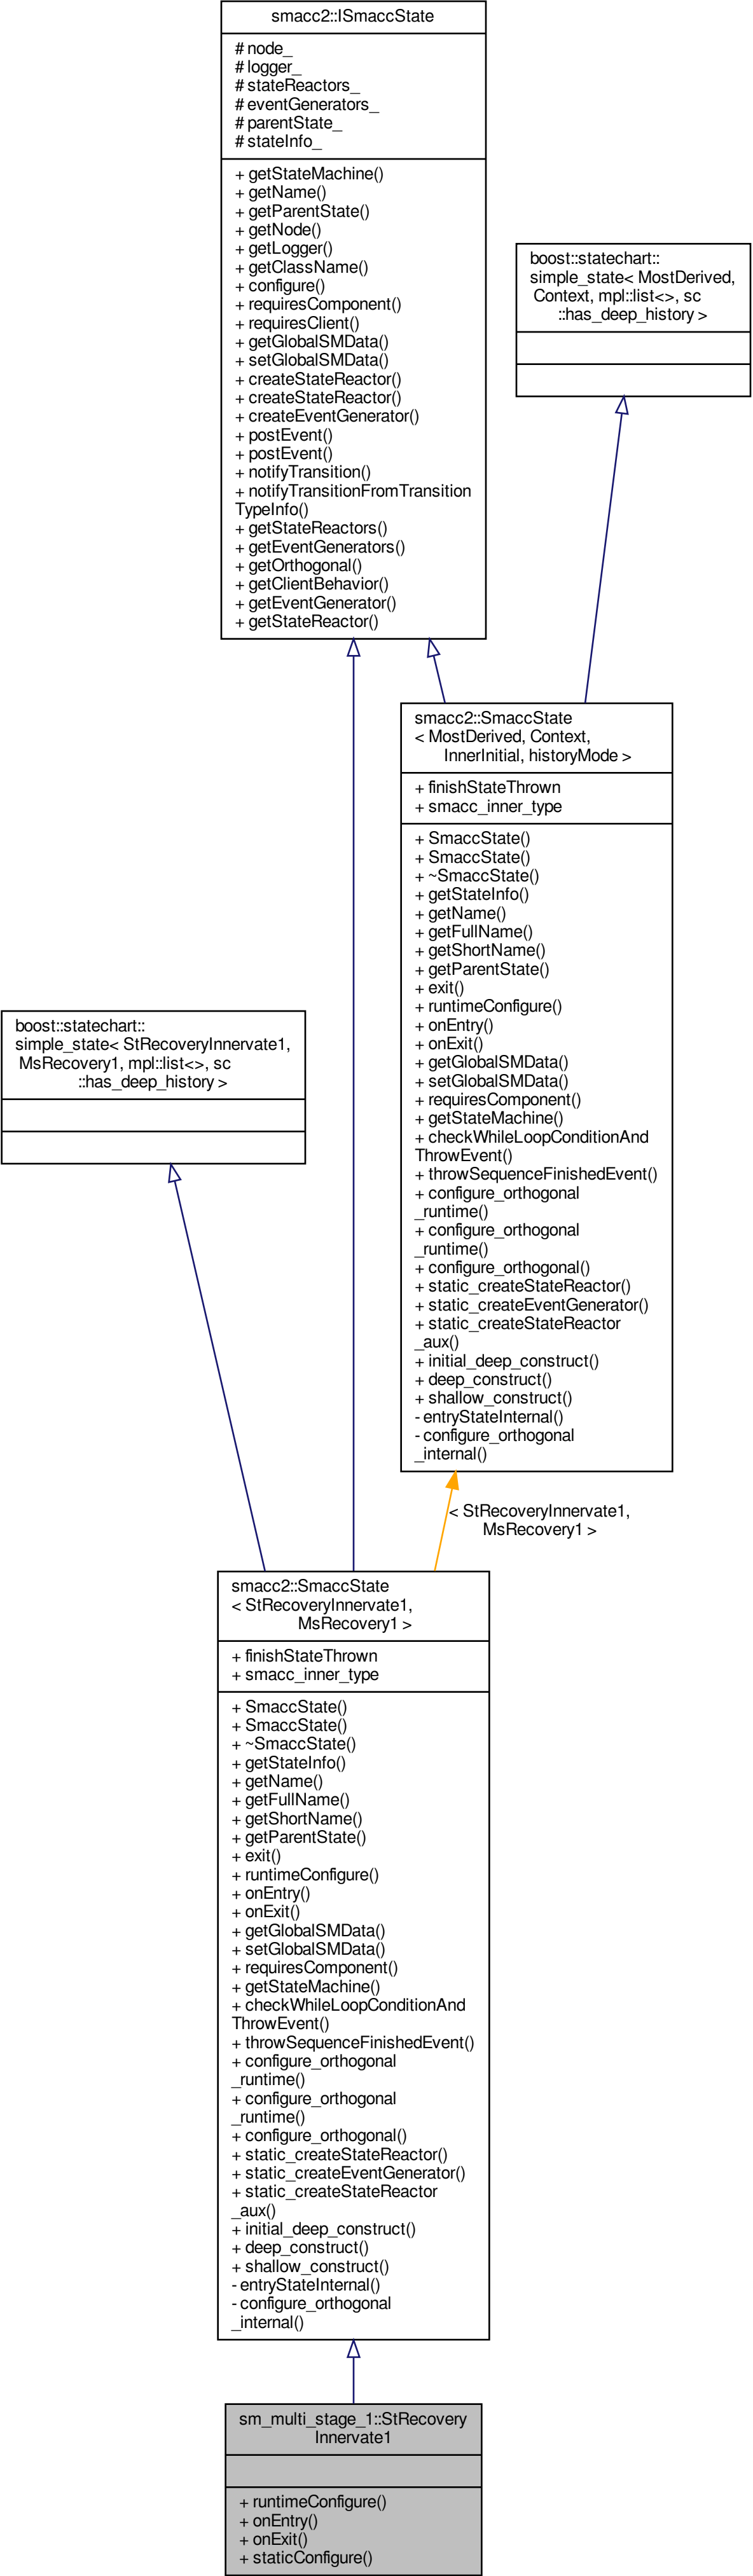 smacc2::ISmaccState
# node_
# logger_
# stateReactors_
# eventGenerators_
# parentState_
# stateInfo_
+ getStateMachine()
+ getName()
+ getParentState()
+ getNode()
+ getLogger()
+ getClassName()
+ configure()
+ requiresComponent()
+ requiresClient()
+ getGlobalSMData()
+ setGlobalSMData()
+ createStateReactor()
+ createStateReactor()
+ createEventGenerator()
+ postEvent()
+ postEvent()
+ notifyTransition()
+ notifyTransitionFromTransition
TypeInfo()
+ getStateReactors()
+ getEventGenerators()
+ getOrthogonal()
+ getClientBehavior()
+ getEventGenerator()
+ getStateReactor()
boost::statechart::
simple_state< MostDerived,
Context, mpl::list<>, sc
::has_deep_history >
smacc2::SmaccState
< MostDerived, Context,
InnerInitial, historyMode >
+ finishStateThrown
+ smacc_inner_type
+ SmaccState()
+ SmaccState()
+ ~SmaccState()
+ getStateInfo()
+ getName()
+ getFullName()
+ getShortName()
+ getParentState()
+ exit()
+ runtimeConfigure()
+ onEntry()
+ onExit()
+ getGlobalSMData()
+ setGlobalSMData()
+ requiresComponent()
+ getStateMachine()
+ checkWhileLoopConditionAnd
ThrowEvent()
+ throwSequenceFinishedEvent()
+ configure_orthogonal
_runtime()
+ configure_orthogonal
_runtime()
+ configure_orthogonal()
+ static_createStateReactor()
+ static_createEventGenerator()
+ static_createStateReactor
_aux()
+ initial_deep_construct()
+ deep_construct()
+ shallow_construct()
- entryStateInternal()
- configure_orthogonal
_internal()
boost::statechart::
simple_state< StRecoveryInnervate1,
MsRecovery1, mpl::list<>, sc
::has_deep_history >
< StRecoveryInnervate1,
MsRecovery1 >
smacc2::SmaccState
< StRecoveryInnervate1,
MsRecovery1 >
+ finishStateThrown
+ smacc_inner_type
+ SmaccState()
+ SmaccState()
+ ~SmaccState()
+ getStateInfo()
+ getName()
+ getFullName()
+ getShortName()
+ getParentState()
+ exit()
+ runtimeConfigure()
+ onEntry()
+ onExit()
+ getGlobalSMData()
+ setGlobalSMData()
+ requiresComponent()
+ getStateMachine()
+ checkWhileLoopConditionAnd
ThrowEvent()
+ throwSequenceFinishedEvent()
+ configure_orthogonal
_runtime()
+ configure_orthogonal
_runtime()
+ configure_orthogonal()
+ static_createStateReactor()
+ static_createEventGenerator()
+ static_createStateReactor
_aux()
+ initial_deep_construct()
+ deep_construct()
+ shallow_construct()
- entryStateInternal()
- configure_orthogonal
_internal()
sm_multi_stage_1::StRecovery
Innervate1
+ runtimeConfigure()
+ onEntry()
+ onExit()
+ staticConfigure()